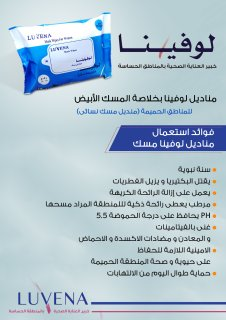 LUVENA
لوفينا
كبير العناية الصحية بالمناطق الحساسة
مناديل لوفينا بخلاصة المسك الأبيض
للمناطق الحميمة (منديل مسك نسائي)
فوائد استعمال
مناديل لوفينا مسك
سنة نبوية
يقتل البكتيريا و يزيل الفطريات
يعمل على إزالة الرائحة الكريهة
مرطب يعطي رائحة ذكية للمنطقة المراد مسحها
PH يحافظ على درجة الحموضة 5.5
غني بالفيتامينات
و المعادن و مضادات الاكسدة و الاحماض
الامينية اللازمة للحفاظ
على حيوية و صحة المنطقة الحميمة
حماية طوال اليوم من الالتهابات
LUVENA
كبير العناية الصحية بالمنطقة الحساسة